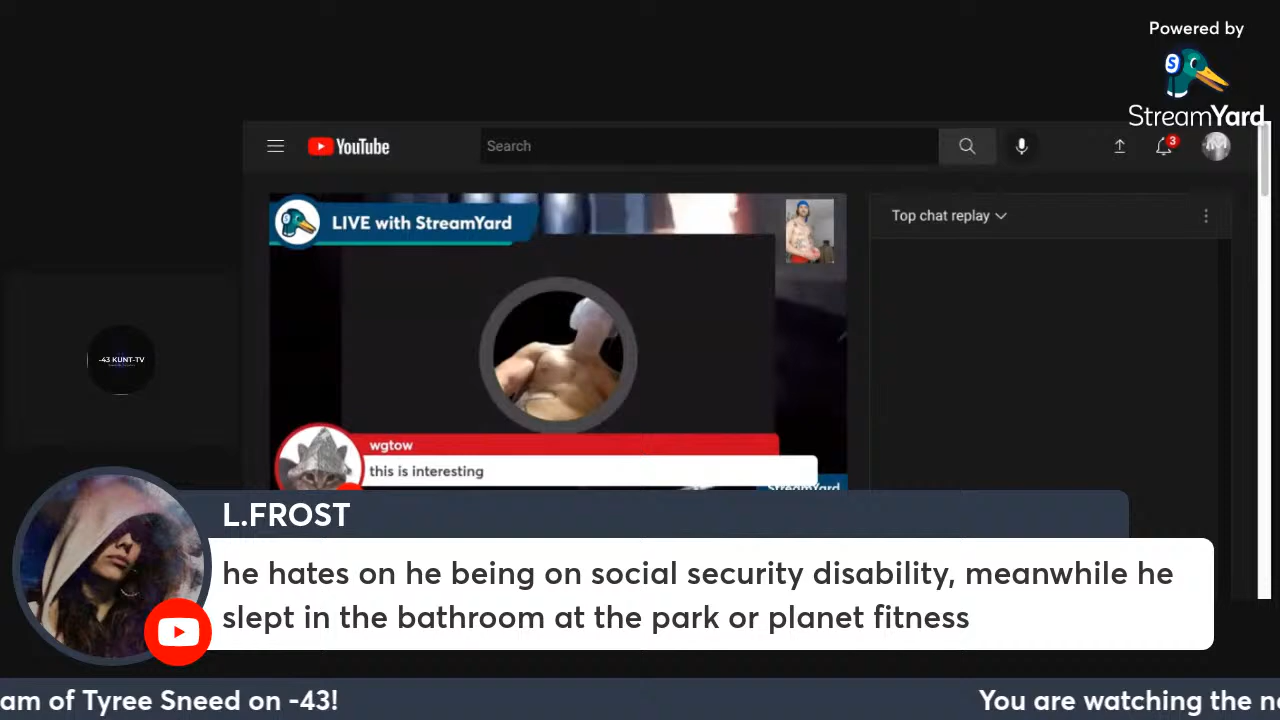 Powered by
StreamYard
YouTube
Search
3
LIVE with StreamYard
Top chat replay
-43 KUNT-TV
wgtow
this is interesting
StreamYard
L.FROST
he hates on he being on social security disability, meanwhile he
slept in the bathroom at the park or planet fitness
am of Tyree Sneed on -43!
You are watching the